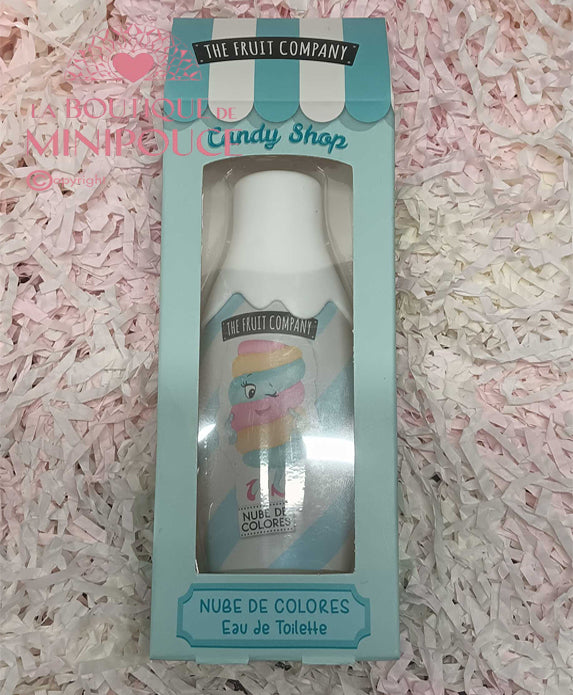 THE FRUIT COMPANY
LA BOUTIQUE DE
MINIPOUCE
© copyright
Candy Shop
THE FRUIT COMPANY
NUBE DE
COLORES
NUBE DE COLORES
Eau de Toilette